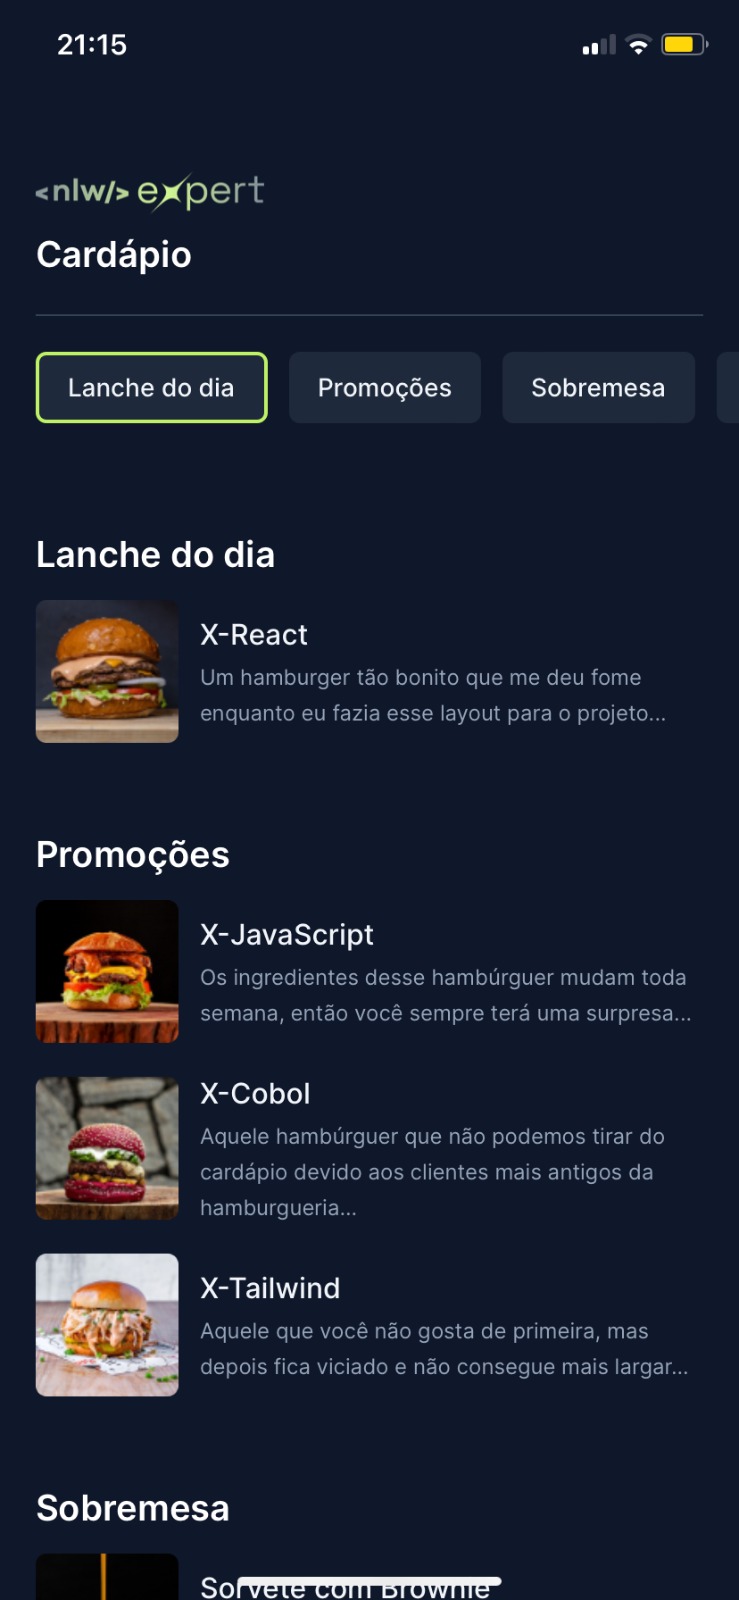 21:15
<nlw/> expert
Cardápio
Lanche do dia
Promoções
Sobremesa
Lanche do dia
X-React
Um hamburger tão bonito que me deu fome
enquanto eu fazia esse layout para o projeto...
Promoções
X-JavaScript
Os ingredientes desse hambúrguer mudam toda
semana, então você sempre terá uma surpresa...
X-Cobol
Aquele hambúrguer que não podemos tirar do
cardápio devido aos clientes mais antigos da
hamburgueria...
X-Tailwind
Aquele que você não gosta de primeira, mas
depois fica viciado e não consegue mais largar...
Sobremesa
Sorvete com Brownie